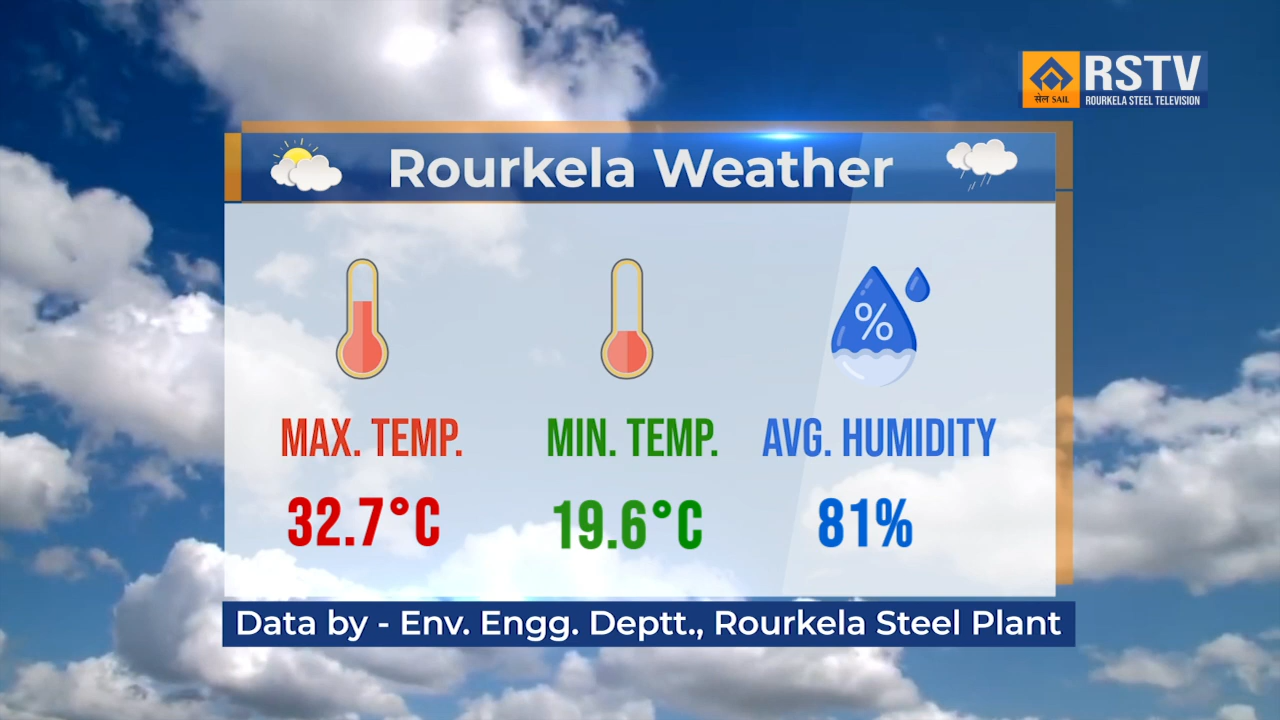 सेल SAIL
RSTV
ROURKELA STEEL TELEVISION
Rourkela Weather
%
MAX. TEMP.
MIN. TEMP.
AVG. HUMIDITY
32.7°C
19.6°C
81%
Data by - Env. Engg. Deptt., Rourkela Steel Plant